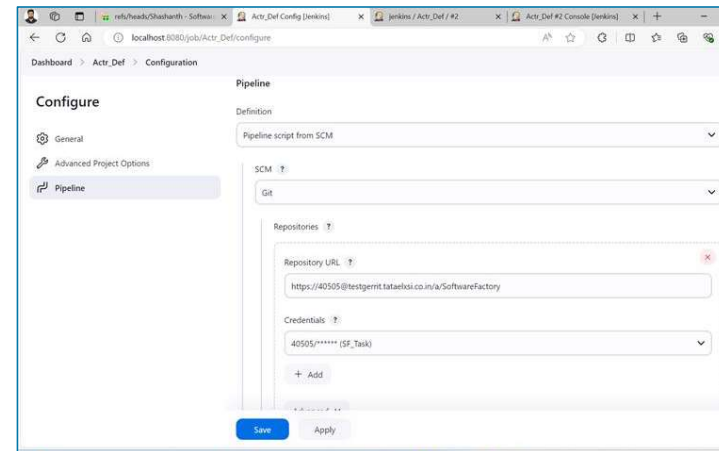 refs/heads/Shashanth - Softwar
Actr_Def Config [Jenkins]
Jenkins / Actr_Def / #2
Actr_Def #2 Console [Jenkins]
localhost:8080/job/Actr_Def/configure
Dashboard > Actr_Def > Configuration
Configure
General
Advanced Project Options
Pipeline
Pipeline
Definition
Pipeline script from SCM
SCM ?
Git
Repositories ?
Repository URL ?
https://40505@testgerrit.tataelxsi.co.in/a/SoftwareFactory
Credentials ?
40505/****** (SF_Task)
+ Add
Save
Apply